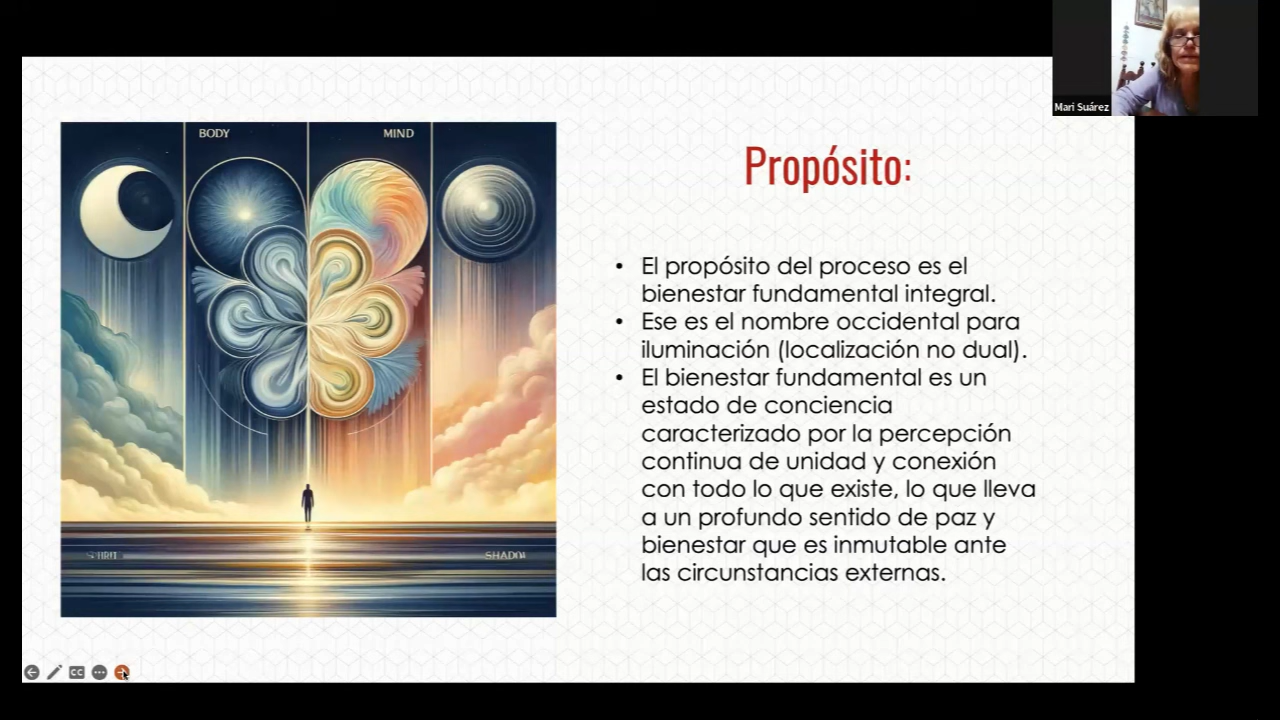 Mari Suárez
BODY
MIND
SHADOI
Propósito:
• El propósito del proceso es el
bienestar fundamental integral.
• Ese es el nombre occidental para
iluminación (localización no dual).
• El bienestar fundamental es un
estado de conciencia
caracterizado por la percepción
continua de unidad y conexión
con todo lo que existe, lo que lleva
a un profundo sentido de paz y
bienestar que es inmutable ante
las circunstancias externas.
CC